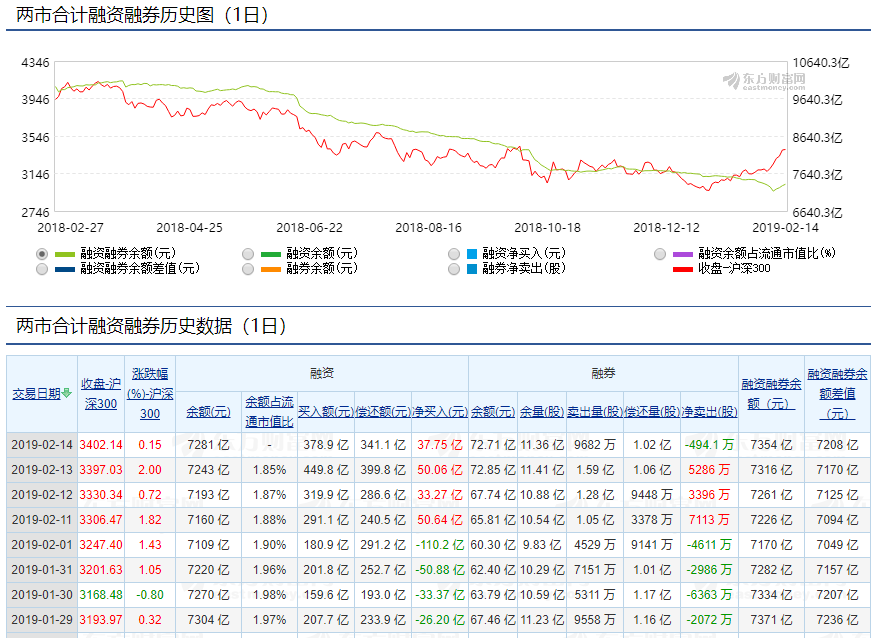 两市合计融资融券历史图（1日）
4346
3946
3546
3146
2746
10640.3亿
9640.3亿
8640.3亿
7640.3亿
6640.3亿
东方财富网
eastmoney.com
2018-02-27 2018-04-25 2018-06-22 2018-08-16 2018-10-18 2018-12-12 2019-02-14
融资融券余额(元) 融资余额(元) 融资净买入(元) 融资余额占流通市值比(%)
融资融券余额差值(元) 融券余额(元) 融券净卖出(股) 收盘-沪深300
两市合计融资融券历史数据（1日）
交易日期 收盘-沪深300 涨跌幅(%)-沪深300 融资 融券 融资融券余额（元） 融资融券余额差值（元）
余额(元) 余额占流通市值比 买入额(元) 偿还额(元) 净买入(元) 余额(元) 余量(股) 卖出量(股) 偿还量(股) 净卖出(股)
2019-02-14 3402.14 0.15 7281 亿 - 378.9 亿 341.1 亿 37.75 亿 72.71 亿 11.36 亿 9682 万 1.02 亿 -494.1 万 7354 亿 7208 亿
2019-02-13 3397.03 2.00 7243 亿 1.85% 449.8 亿 399.8 亿 50.06 亿 72.85 亿 11.41 亿 1.59 亿 1.06 亿 5286 万 7316 亿 7170 亿
2019-02-12 3330.34 0.72 7193 亿 1.87% 319.9 亿 286.6 亿 33.27 亿 67.74 亿 10.88 亿 1.28 亿 9448 万 3396 万 7261 亿 7125 亿
2019-02-11 3306.47 1.82 7160 亿 1.88% 291.1 亿 240.5 亿 50.64 亿 65.81 亿 10.54 亿 1.05 亿 3378 万 7113 万 7226 亿 7094 亿
2019-02-01 3247.40 1.43 7109 亿 1.90% 180.9 亿 291.2 亿 -110.2 亿 60.30 亿 9.83 亿 4529 万 9141 万 -4611 万 7170 亿 7049 亿
2019-01-31 3201.63 1.05 7220 亿 1.96% 201.8 亿 252.7 亿 -50.88 亿 62.40 亿 10.29 亿 7151 万 1.01 亿 -2986 万 7282 亿 7157 亿
2019-01-30 3168.48 -0.80 7270 亿 1.98% 159.6 亿 193.0 亿 -33.37 亿 63.79 亿 10.59 亿 5311 万 1.17 亿 -6363 万 7334 亿 7207 亿
2019-01-29 3193.97 0.32 7304 亿 1.97% 207.7 亿 233.9 亿 -26.20 亿 67.46 亿 11.23 亿 9558 万 1.16 亿 -2072 万 7371 亿 7236 亿